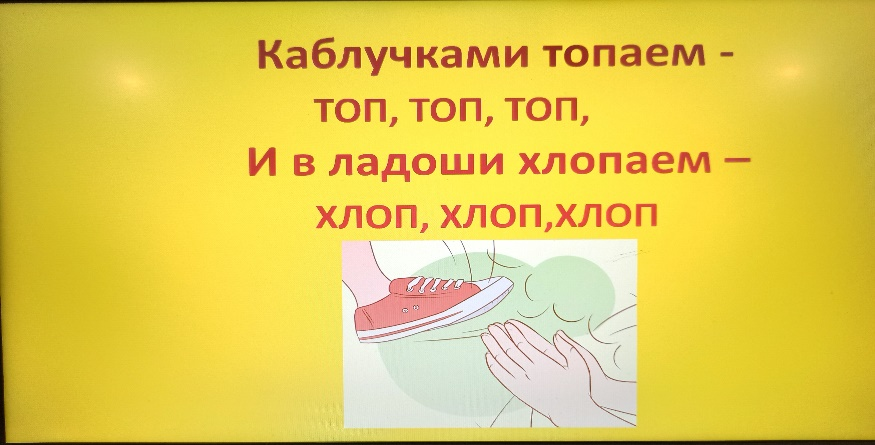 Каблучками топаем -
топ, топ, топ,
И в ладоши хлопаем –
хлоп, хлоп,хлоп